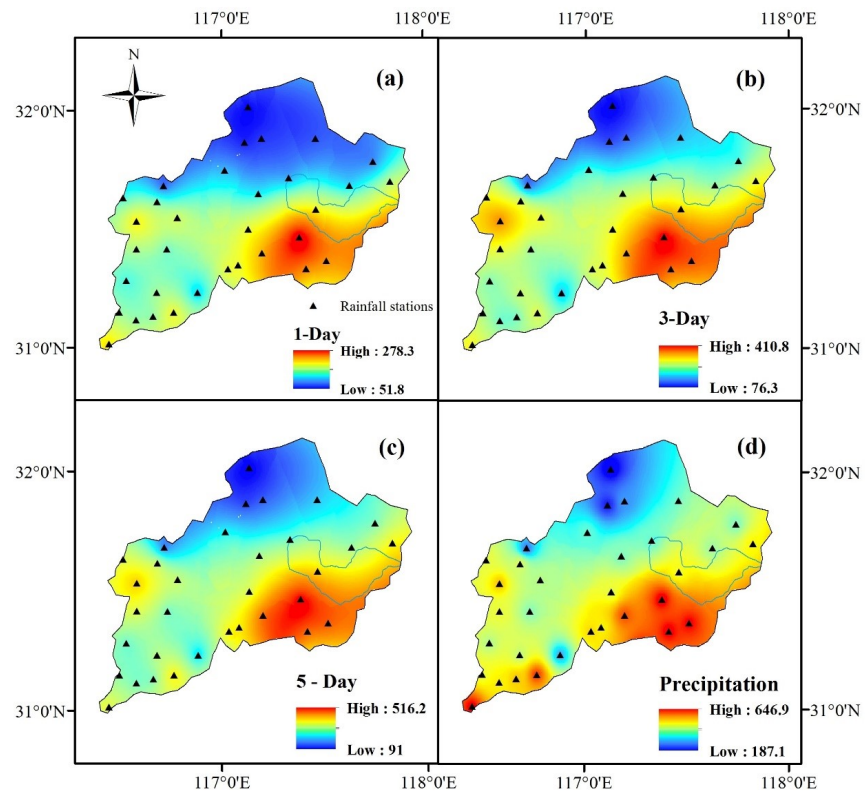 117°0'E 118°0'E 117°0'E 118°0'E
N
(a)
(b)
32°0'N
32°0'N
Rainfall stations
1-Day
High : 278.3
Low : 51.8
3-Day
High : 410.8
Low : 76.3
31°0'N
31°0'N
(c)
(d)
32°0'N
32°0'N
5 - Day
High : 516.2
Low : 91
Precipitation
High : 646.9
Low : 187.1
31°0'N
31°0'N
117°0'E 118°0'E 117°0'E 118°0'E